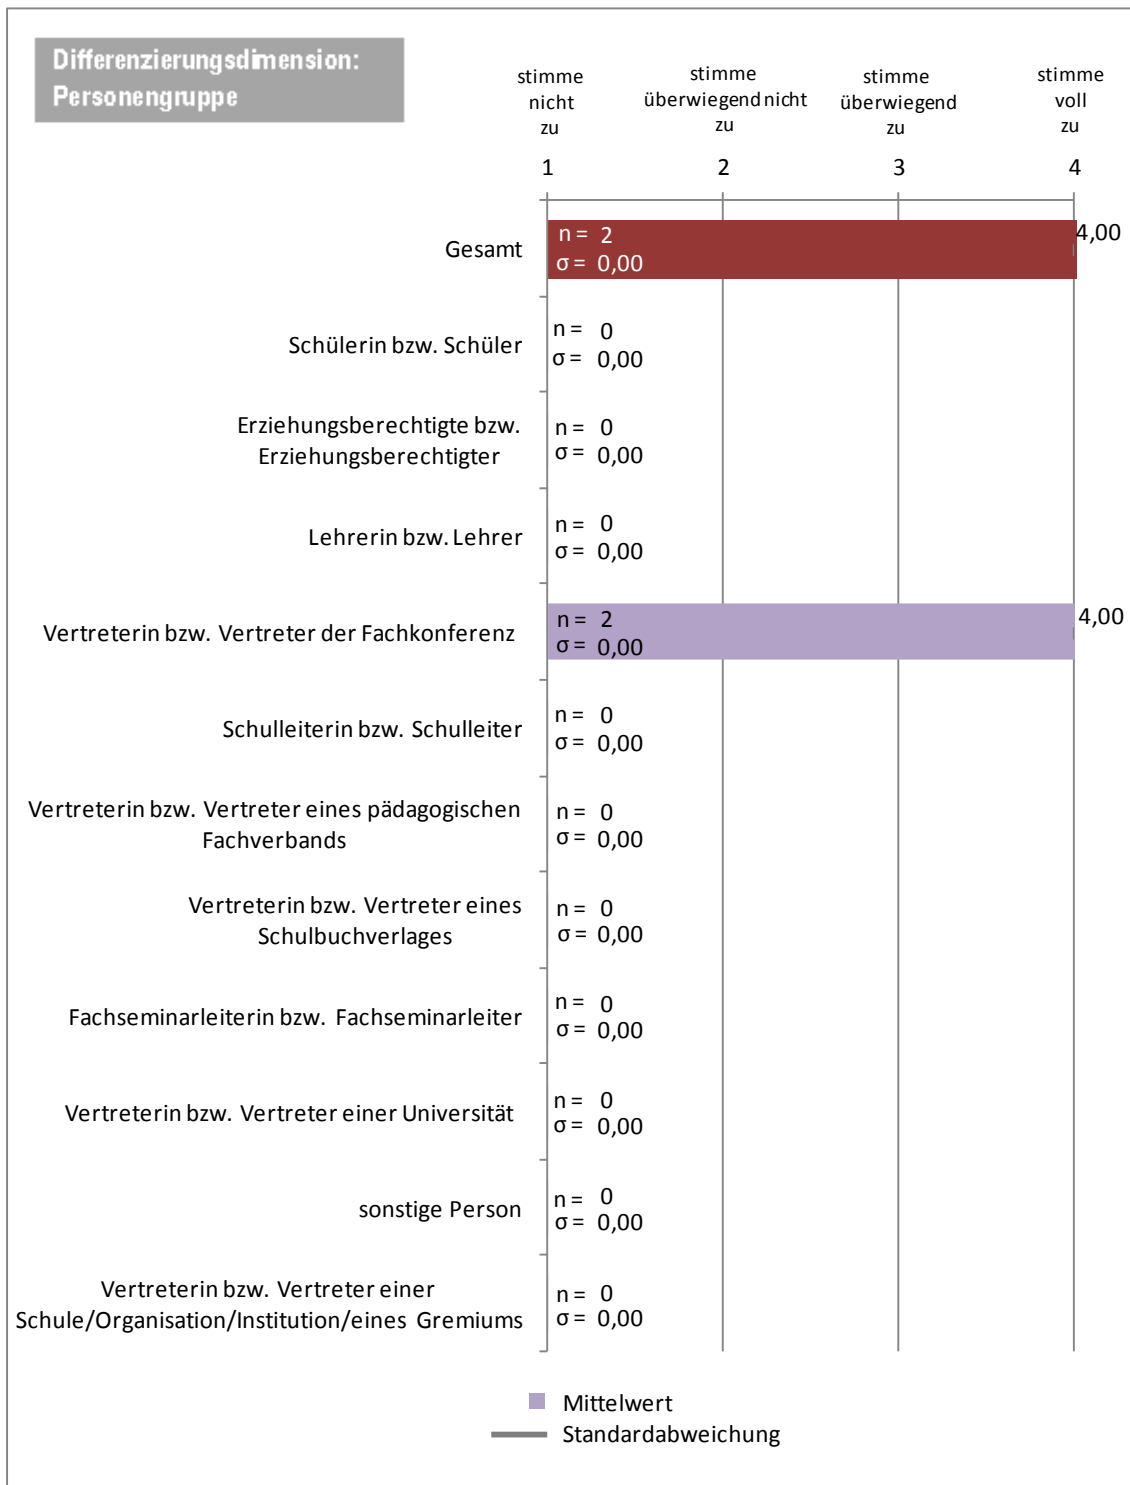 Differenzierungsdimension:
Personengruppe
stimme
nicht
zu
stimme
überwiegend nicht
zu
stimme
überwiegend
zu
stimme
voll
zu
1 2 3 4
Gesamt
n = 2
σ = 0,00
4,00
Schülerin bzw. Schüler
n = 0
σ = 0,00
Erziehungsberechtigte bzw.
Erziehungsberechtigter
n = 0
σ = 0,00
Lehrerin bzw. Lehrer
n = 0
σ = 0,00
Vertreterin bzw. Vertreter der Fachkonferenz
n = 2
σ = 0,00
4,00
Schulleiterin bzw. Schulleiter
n = 0
σ = 0,00
Vertreterin bzw. Vertreter eines pädagogischen
Fachverbands
n = 0
σ = 0,00
Vertreterin bzw. Vertreter eines
Schulbuchverlages
n = 0
σ = 0,00
Fachseminarleiterin bzw. Fachseminarleiter
n = 0
σ = 0,00
Vertreterin bzw. Vertreter einer Universität
n = 0
σ = 0,00
sonstige Person
n = 0
σ = 0,00
Vertreterin bzw. Vertreter einer
Schule/Organisation/Institution/eines Gremiums
n = 0
σ = 0,00
Mittelwert
Standardabweichung